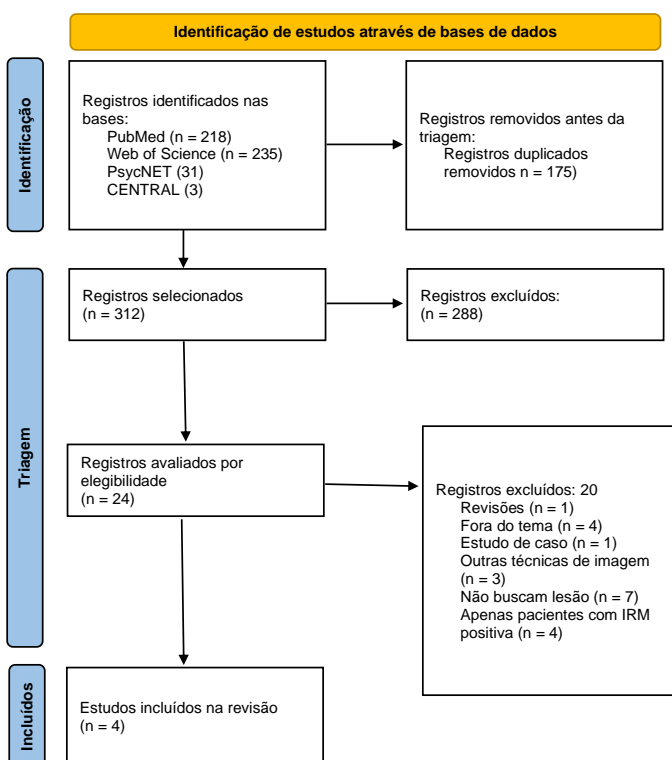 Identificação de estudos através de bases de dados
Identificação
Registros identificados nas
bases:
PubMed (n = 218)
Web of Science (n = 235)
PsycNET (31)
CENTRAL (3)
Registros removidos antes da
triagem:
Registros duplicados
removidos n = 175)
Triagem
Registros selecionados
(n = 312)
Registros excluídos:
(n = 288)
Registros avaliados por
elegibilidade
(n = 24)
Registros excluídos: 20
Revisões (n = 1)
Fora do tema (n = 4)
Estudo de caso (n = 1)
Outras técnicas de imagem
(n = 3)
Não buscam lesão (n = 7)
Apenas pacientes com IRM
positiva (n = 4)
Incluídos
Estudos incluídos na revisão
(n = 4)